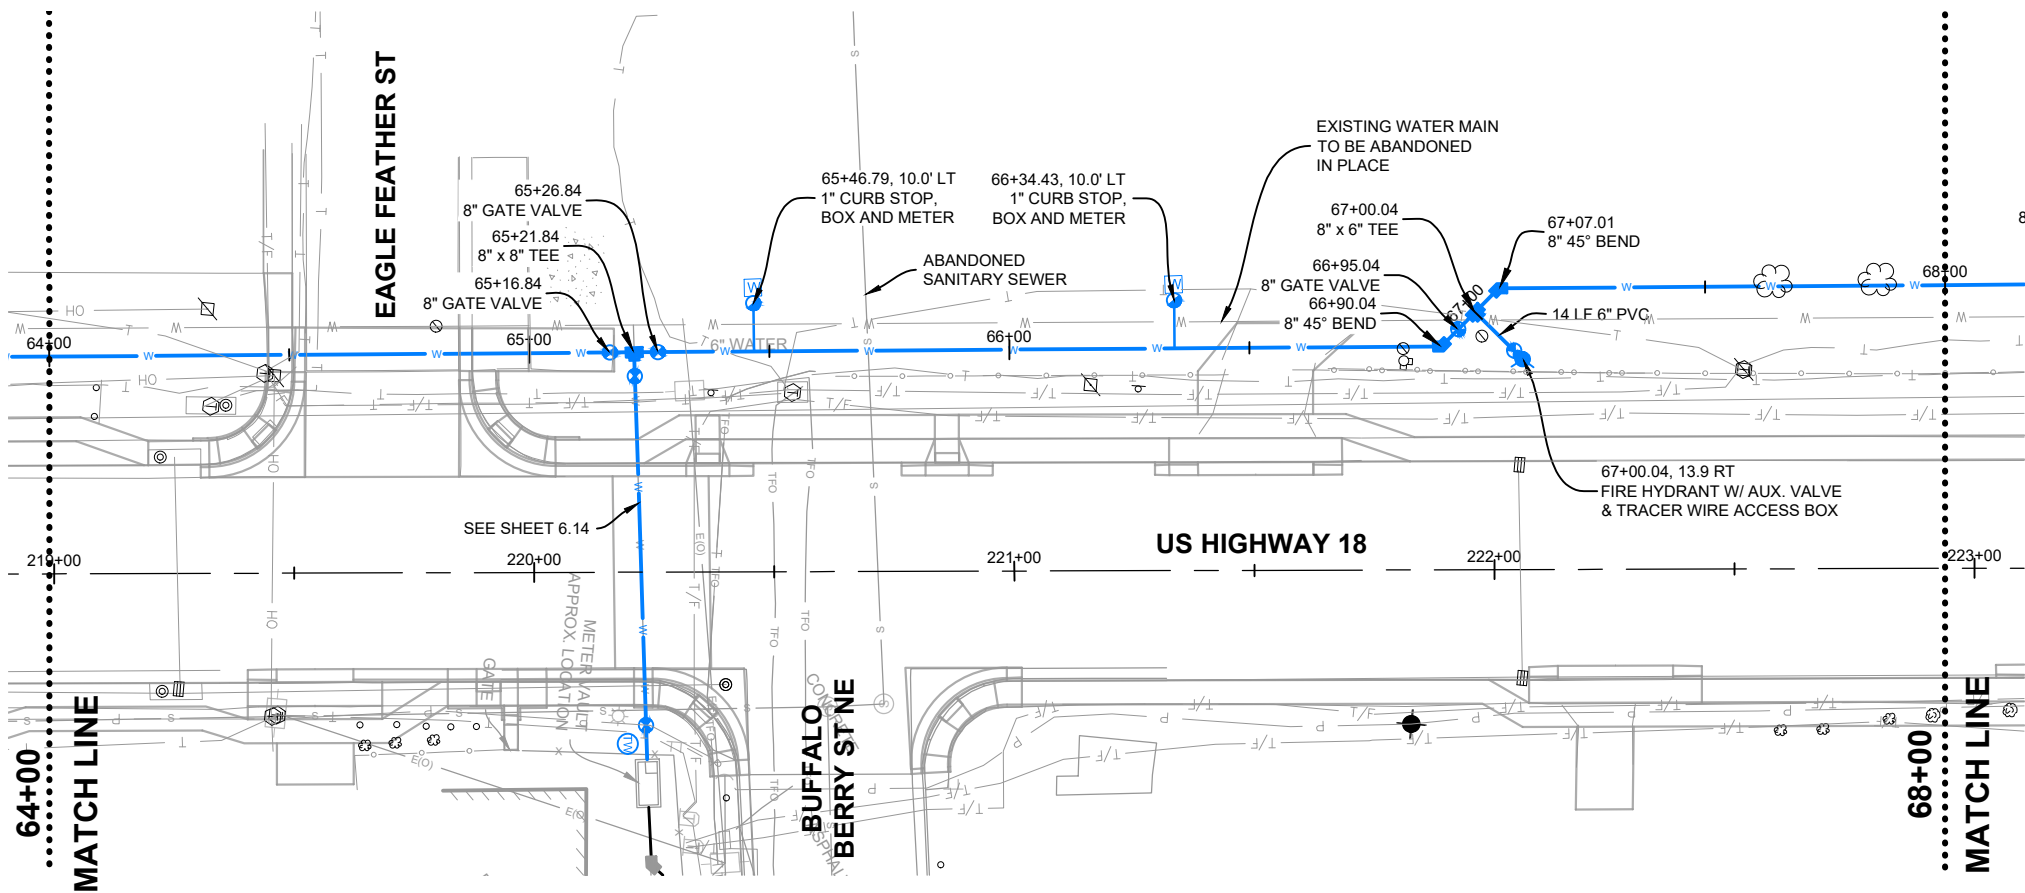 EAGLE FEATHER ST
65+26.84
8" GATE VALVE
65+21.84
8" x 8" TEE
65+16.84
8" GATE VALVE
65+46.79, 10.0' LT
1" CURB STOP,
BOX AND METER
66+34.43, 10.0' LT
1" CURB STOP,
BOX AND METER
ABANDONED
SANITARY SEWER
EXISTING WATER MAIN
TO BE ABANDONED
IN PLACE
67+00.04
8" x 6" TEE
67+07.01
8" 45° BEND
66+95.04
8" GATE VALVE
66+90.04
8" 45° BEND
67+00
14 LF 6" PVC
68+00
8
64+00
65+00
66+00
6" WATER
67+00.04, 13.9 RT
FIRE HYDRANT W/ AUX. VALVE
& TRACER WIRE ACCESS BOX
SEE SHEET 6.14
US HIGHWAY 18
219+00
220+00
221+00
222+00
223+00
METER VAULT
APPROX. LOCATION
GATE
CONCRETE
BUFFALO
BERRY ST NE
64+00
MATCH LINE
68+00
MATCH LINE